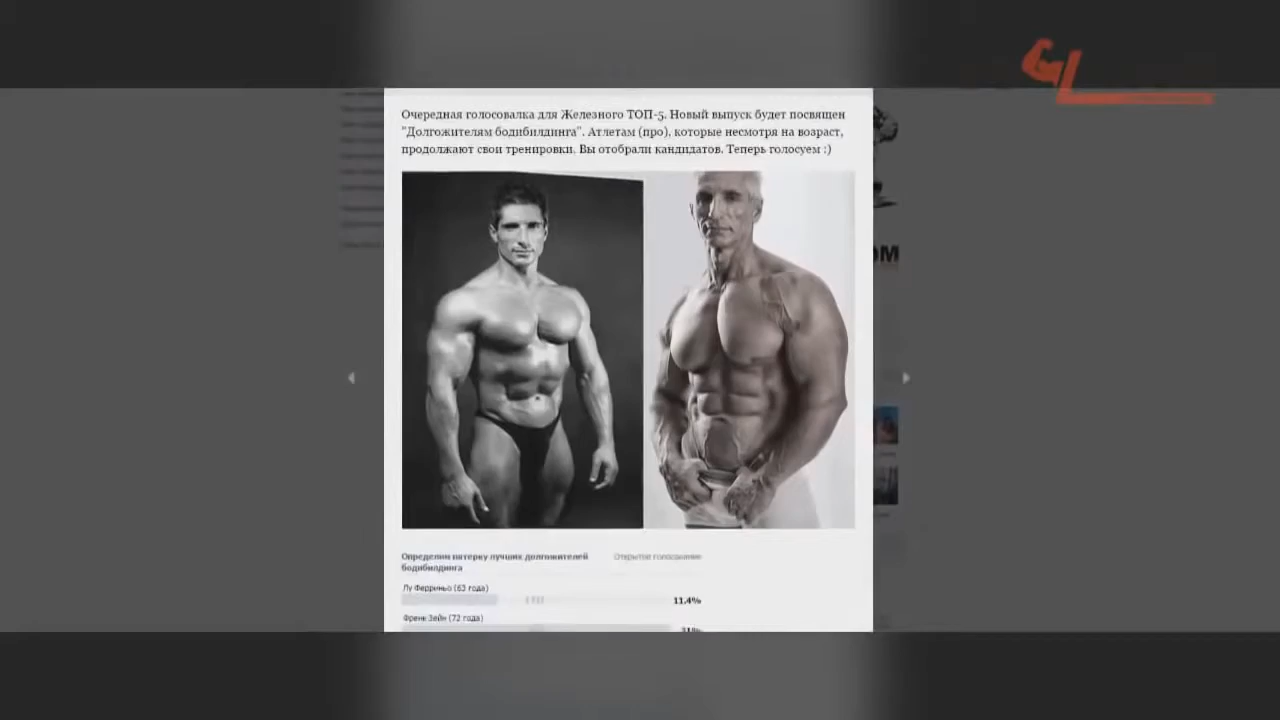 Очередная голосовалка для Железного ТОП-5. Новый выпуск будет посвящен
"Долгожителям бодибилдинга". Атлетам (про), которые несмотря на возраст,
продолжают свои тренировки. Вы отобрали кандидатов. Теперь голосуем :)
Определим пятерку лучших долгожителей
бодибилдинга
Открытое голосование
Лу Ферриньо (63 года)
11.4%
Френк Зейн (72 года)
31%
GL